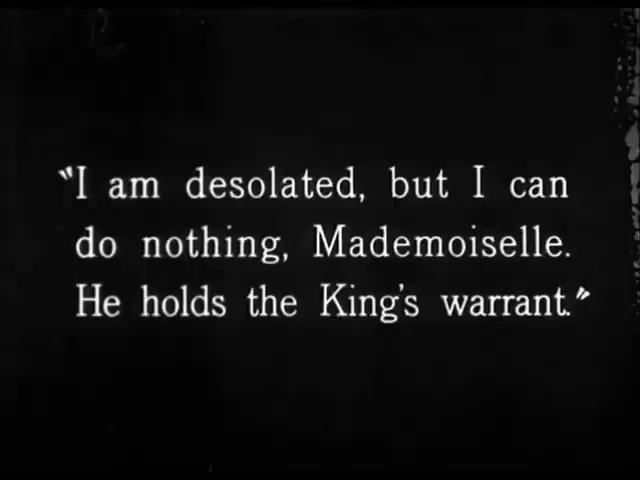 "I am desolated, but I can
do nothing, Mademoiselle.
He holds the King's warrant."